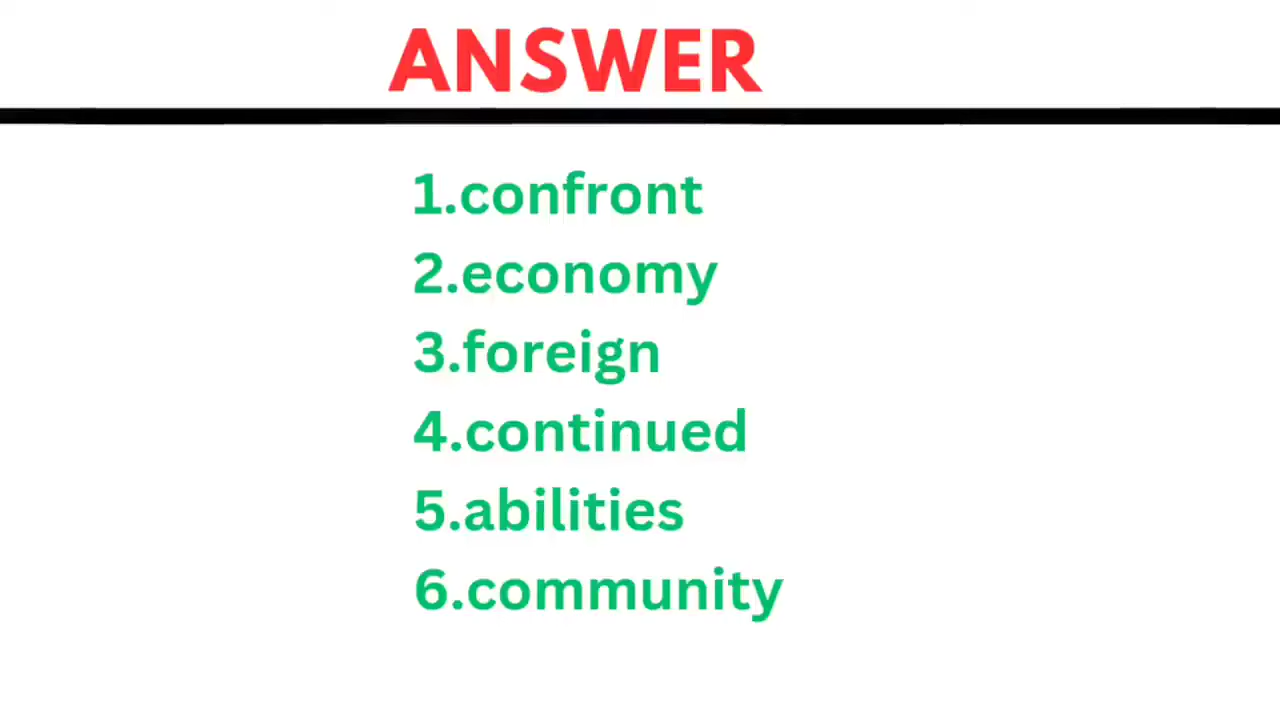 ANSWER
1.confront
2.economy
3.foreign
4.continued
5.abilities
6.community